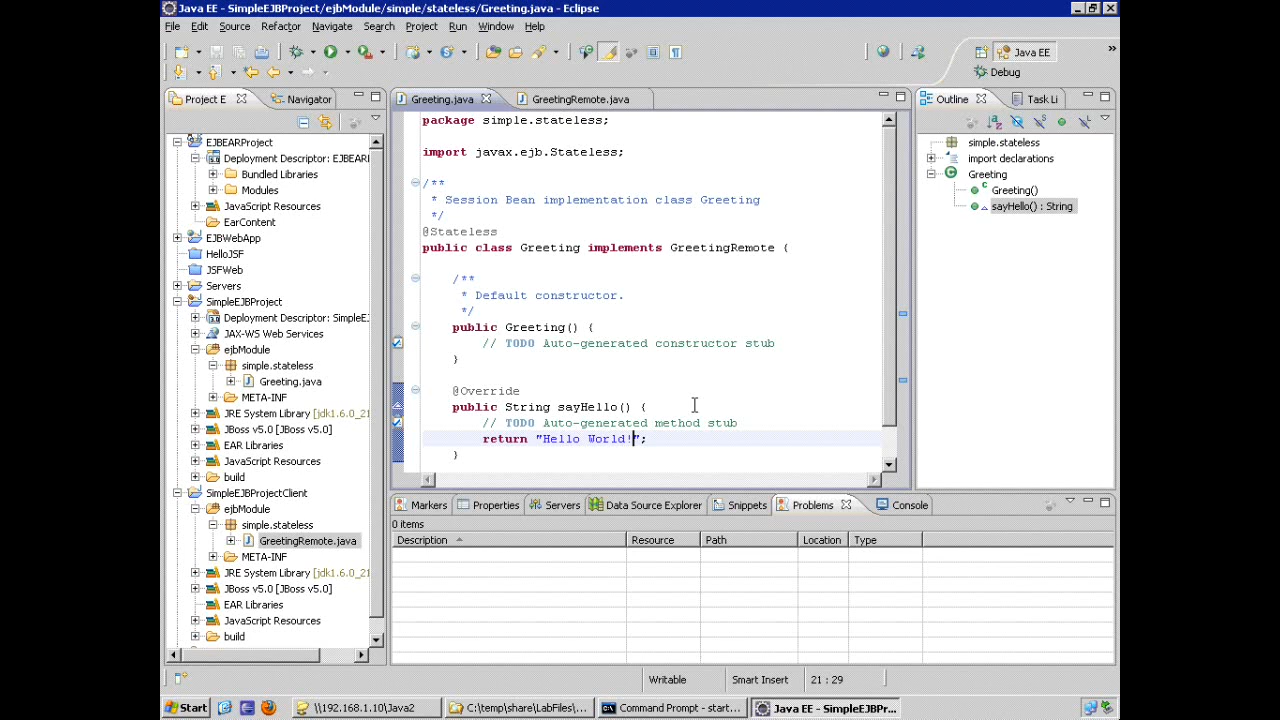 Java EE - SimpleEJBProject/ejbModule/simple/stateless/Greeting.java - Eclipse
File Edit Source Refactor Navigate Search Project Run Window Help
Java EE
Debug
Project E
Navigator
EJBEARProject
Deployment Descriptor: EJBEAR
Bundled Libraries
Modules
JavaScript Resources
EarContent
EJBWebApp
HelloJSF
JSFWeb
Servers
SimpleEJBProject
Deployment Descriptor: SimpleE
JAX-WS Web Services
ejbModule
simple.stateless
Greeting.java
META-INF
JRE System Library [jdk1.6.0_21
JBoss v5.0 [JBoss v5.0]
EAR Libraries
JavaScript Resources
build
SimpleEJBProjectClient
ejbModule
simple.stateless
GreetingRemote.java
META-INF
JRE System Library [jdk1.6.0_21
JBoss v5.0 [JBoss v5.0]
EAR Libraries
JavaScript Resources
build
Greeting.java
GreetingRemote.java
package simple.stateless;
import javax.ejb.Stateless;
/**
* Session Bean implementation class Greeting
*/
@Stateless
public class Greeting implements GreetingRemote {
/**
* Default constructor.
*/
public Greeting() {
// TODO Auto-generated constructor stub
}
@Override
public String sayHello() {
// TODO Auto-generated method stub
return "Hello World!";
}
Outline
Task Li
simple.stateless
import declarations
Greeting
Greeting()
sayHello() : String
Markers Properties Servers Data Source Explorer Snippets Problems Console
0 items
Description Resource Path Location Type
Writable Smart Insert 21 : 29
Start \\192.168.1.10\Java2 C:\temp\share\LabFiles\... Command Prompt - start... Java EE - SimpleEJBPr...